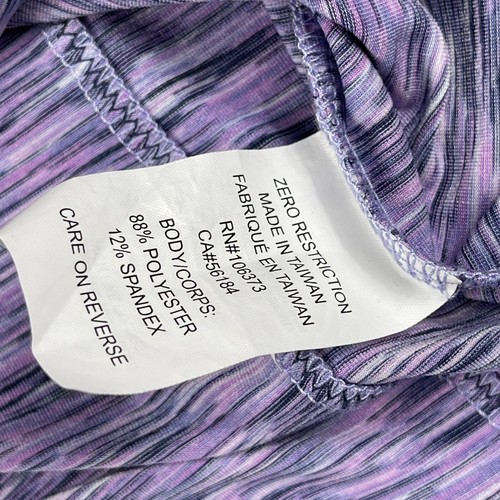 ZERO RESTRICTION
MADE IN TAIWAN
FABRIQUE EN TAIWAN
RN#106373
CA#56184
BODY/CORPS:
88% POLYESTER
12% SPANDEX
CARE ON REVERSE